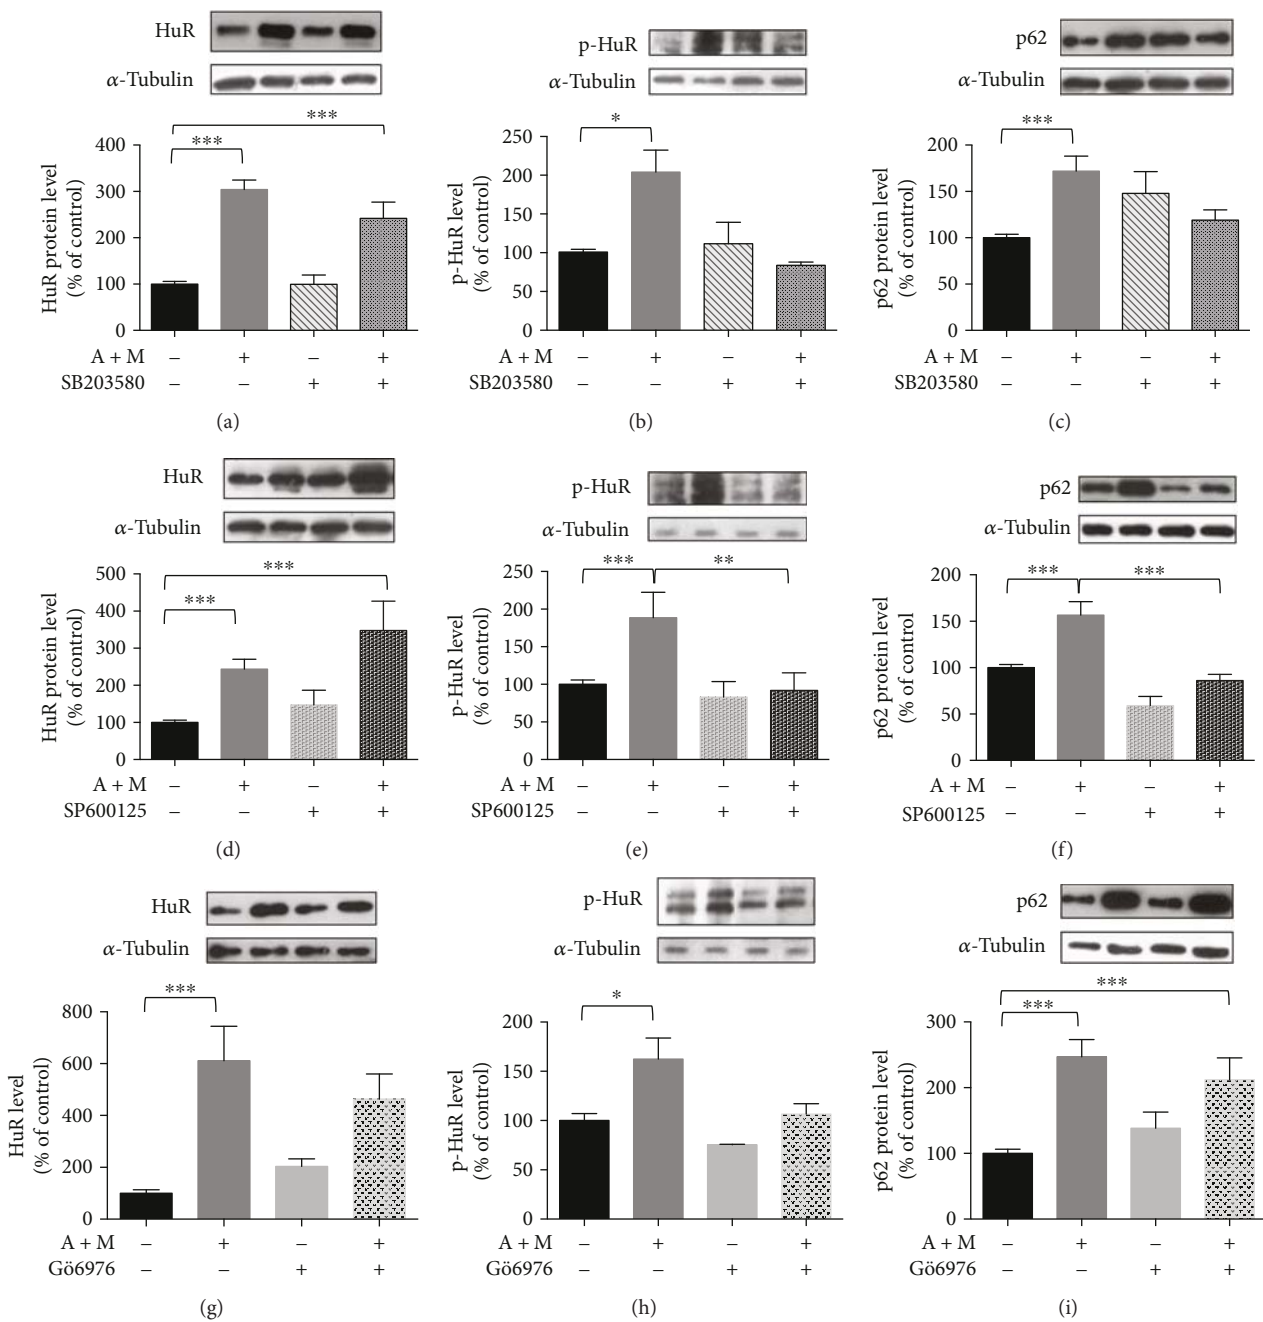 HuR
α-Tubulin
***
***
HuR protein level
(% of control)
400
300
200
100
0
A + M – + – +
SB203580 – – + +
(a)
p-HuR
α-Tubulin
*
p-HuR level
(% of control)
250
200
150
100
50
0
A + M – + – +
SB203580 – – + +
(b)
p62
α-Tubulin
***
p62 protein level
(% of control)
200
150
100
50
0
A + M – + – +
SB203580 – – + +
(c)
HuR
α-Tubulin
***
***
HuR protein level
(% of control)
500
400
300
200
100
0
A + M – + – +
SP600125 – – + +
(d)
p-HuR
α-Tubulin
*** **
p-HuR level
(% of control)
250
200
150
100
50
0
A + M – + – +
SP600125 – – + +
(e)
p62
α-Tubulin
*** ***
p62 protein level
(% of control)
200
150
100
50
0
A + M – + – +
SP600125 – – + +
(f)
HuR
α-Tubulin
***
HuR level
(% of control)
800
600
400
200
0
A + M – + – +
Gö6976 – – + +
(g)
p-HuR
α-Tubulin
*
p-HuR level
(% of control)
200
150
100
50
0
A + M – + – +
Gö6976 – – + +
(h)
p62
α-Tubulin
***
***
p62 protein level
(% of control)
300
200
100
0
A + M – + – +
Gö6976 – – + +
(i)